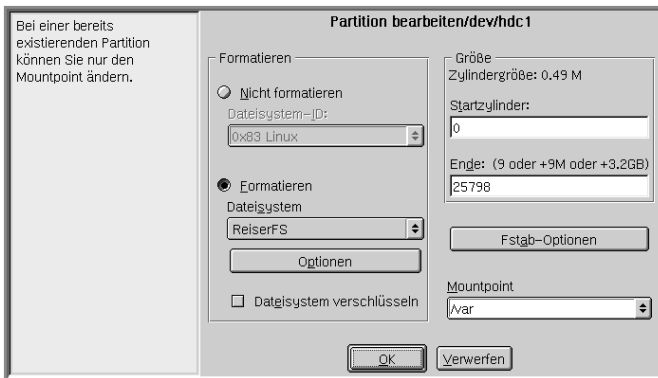 Bei einer bereits
existierenden Partition
können Sie nur den
Mountpoint ändern.
Partition bearbeiten/dev/hdc1
Formatieren
Nicht formatieren
Dateisystem-ID:
0x83 Linux
Formatieren
Dateisystem
ReiserFS
Optionen
Dateisystem verschlüsseln
Größe
Zylindergröße: 0.49 M
Startzylinder:
0
Ende: (9 oder +9M oder +3.2GB)
25798
Fstab-Optionen
Mountpoint
/var
OK
Verwerfen